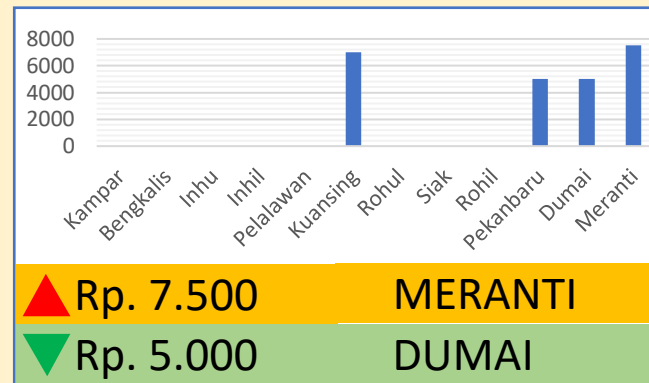 8000
6000
4000
2000
0
Kampar
Bengkalis
Inhu
Inhil
Pelalawan
Kuansing
Rohul
Siak
Rohil
Pekanbaru
Dumai
Meranti
Rp. 7.500 MERANTI
Rp. 5.000 DUMAI